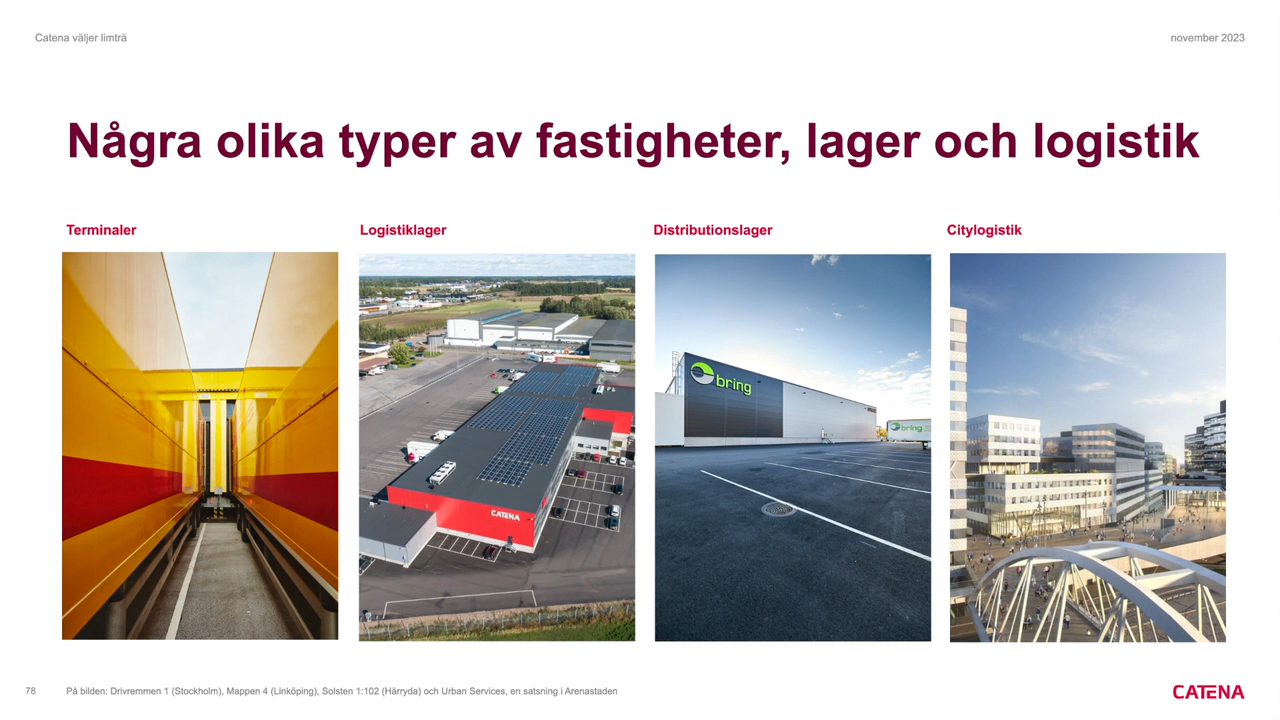 Catena väljer limträ
november 2023
Några olika typer av fastigheter, lager och logistik
Terminaler
Logistiklager
Distributionslager
Citylogistik
CATENA
bring
bring
78
På bilden: Drivremmen 1 (Stockholm), Mappen 4 (Linköping), Solsten 1:102 (Härryda) och Urban Services, en satsning i Arenastaden
CATENA